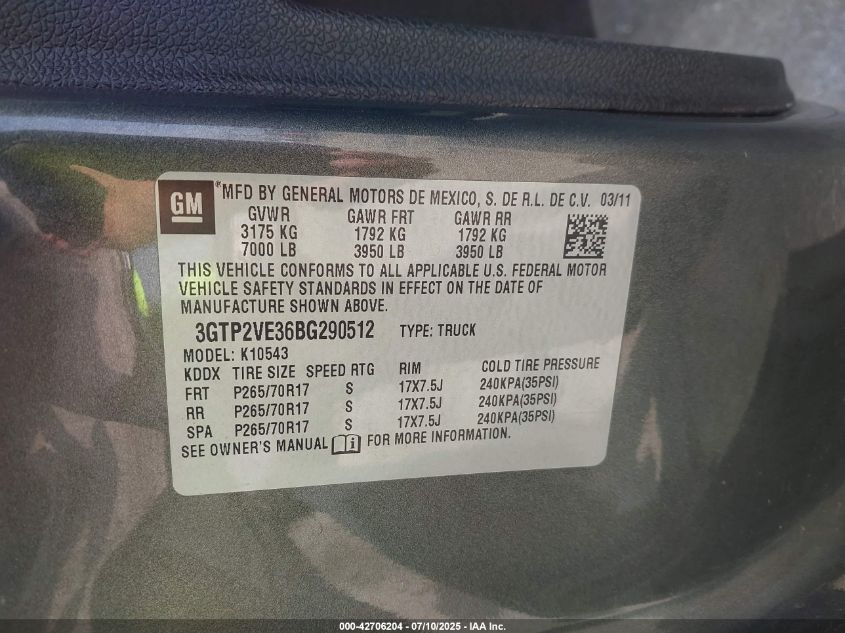 GM *MFD BY GENERAL MOTORS DE MEXICO, S. DE R.L. DE C.V. 03/11
GVWR GAWR FRT GAWR RR
3175 KG 1792 KG 1792 KG
7000 LB 3950 LB 3950 LB
THIS VEHICLE CONFORMS TO ALL APPLICABLE U.S. FEDERAL MOTOR
VEHICLE SAFETY STANDARDS IN EFFECT ON THE DATE OF
MANUFACTURE SHOWN ABOVE.
3GTP2VE36BG290512 TYPE: TRUCK
MODEL: K10543
KDDX TIRE SIZE SPEED RTG RIM COLD TIRE PRESSURE
FRT P265/70R17 S 17X7.5J 240KPA(35PSI)
RR P265/70R17 S 17X7.5J 240KPA(35PSI)
SPA P265/70R17 S 17X7.5J 240KPA(35PSI)
SEE OWNER'S MANUAL FOR MORE INFORMATION.
000-42706204 - 07/10/2025 - IAA Inc.